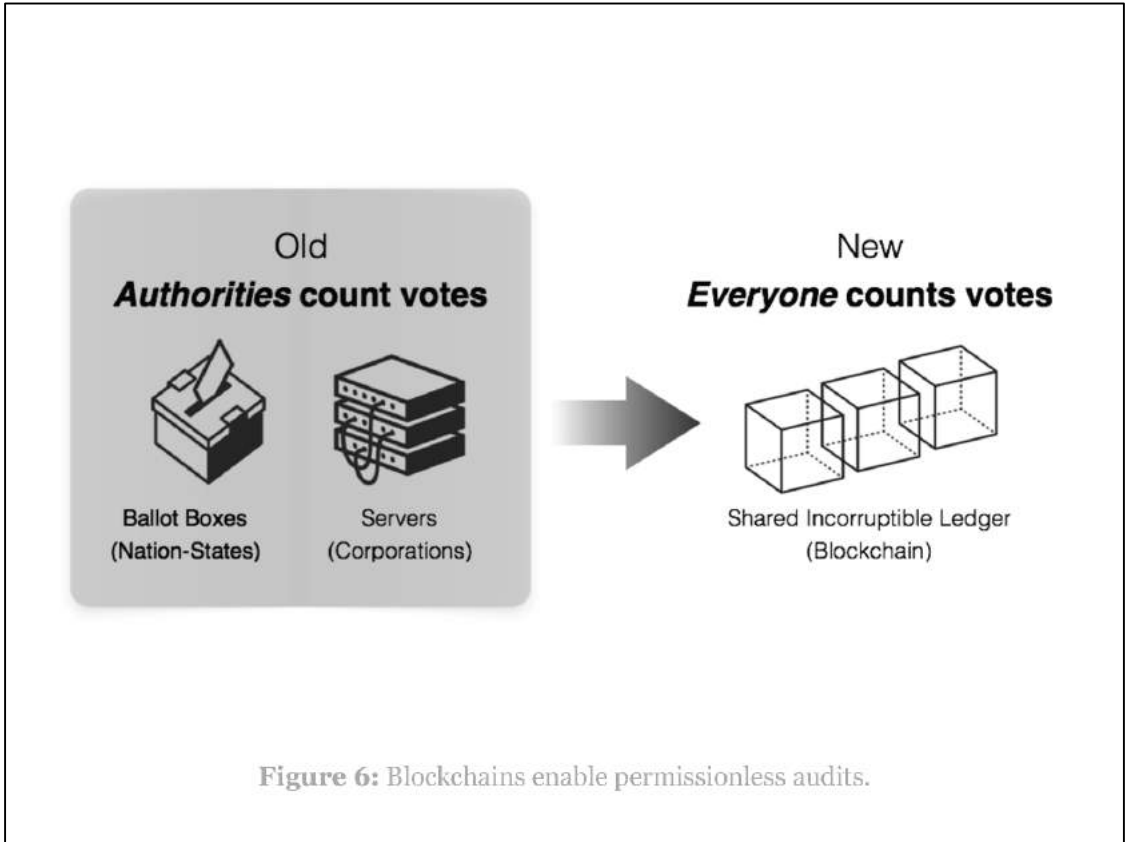 Old
Authorities count votes
Ballot Boxes
(Nation-States)
Servers
(Corporations)
New
Everyone counts votes
Shared Incorruptible Ledger
(Blockchain)
Figure 6: Blockchains enable permissionless audits.